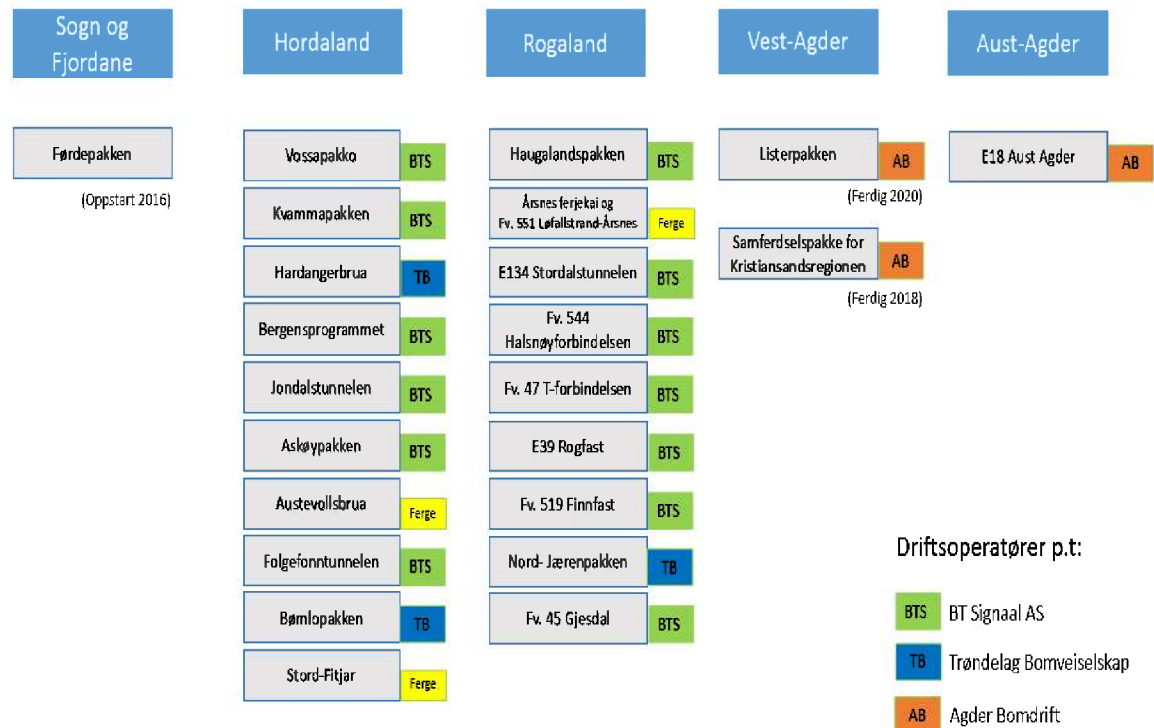 Sogn og
Fjordane
Førdepakken
(Oppstart 2016)
Hordaland
Vossapakko
BTS
Kvammapakken
BTS
Hardangerbrua
TB
Bergensprogrammet
BTS
Jondalstunnelen
BTS
Askøypakken
BTS
Austevollsbrua
Ferge
Folgefonntunnelen
BTS
Bømlopakken
TB
Stord-Fitjar
Ferge
Rogaland
Haugalandspakken
BTS
Årsnes ferjekai og
Fv. 551 Løfallstrand-Årsnes
Ferge
E134 Stordalstunnelen
BTS
Fv. 544
Halsnøyforbindelsen
BTS
Fv. 47 T-forbindelsen
BTS
E39 Rogfast
BTS
Fv. 519 Finnfast
BTS
Nord- Jærenpakken
TB
Fv. 45 Gjesdal
BTS
Vest-Agder
Listerpakken
AB
(Ferdig 2020)
Samferdselspakke for
Kristiansandsregionen
AB
(Ferdig 2018)
Aust-Agder
E18 Aust Agder
AB
Driftsoperatører p.t:
BTS BT Signaal AS
TB Trøndelag Bomveiselskap
AB Agder Bomdrift